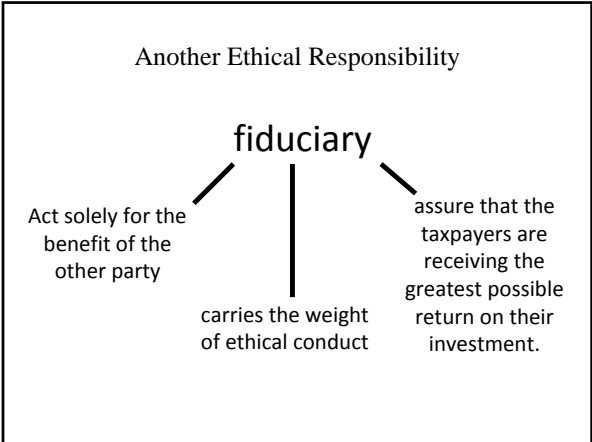 Another Ethical Responsibility
fiduciary
Act solely for the
benefit of the
other party
carries the weight
of ethical conduct
assure that the
taxpayers are
receiving the
greatest possible
return on their
investment.